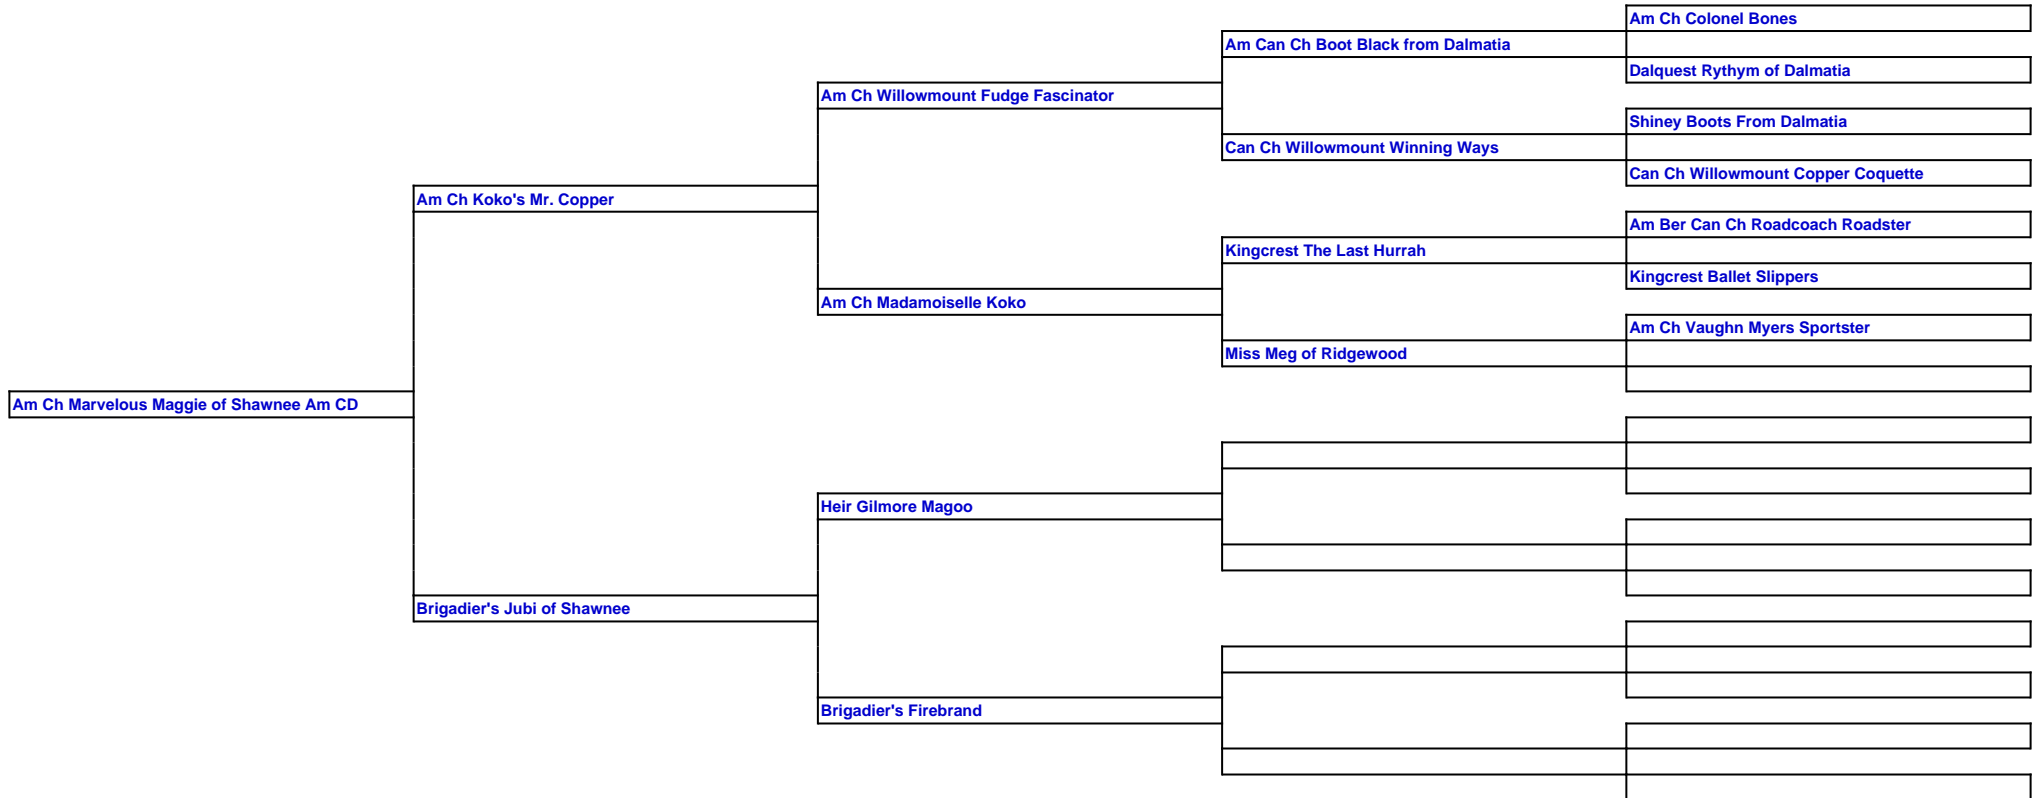 Am Ch Colonel Bones
Am Can Ch Boot Black from Dalmatia
Dalquest Rythym of Dalmatia
Am Ch Willowmount Fudge Fascinator
Shiney Boots From Dalmatia
Can Ch Willowmount Winning Ways
Can Ch Willowmount Copper Coquette
Am Ch Koko's Mr. Copper
Am Ber Can Ch Roadcoach Roadster
Kingcrest The Last Hurrah
Kingcrest Ballet Slippers
Am Ch Madamoiselle Koko
Am Ch Vaughn Myers Sportster
Miss Meg of Ridgewood
Am Ch Marvelous Maggie of Shawnee Am CD
Heir Gilmore Magoo
Brigadier's Jubi of Shawnee
Brigadier's Firebrand